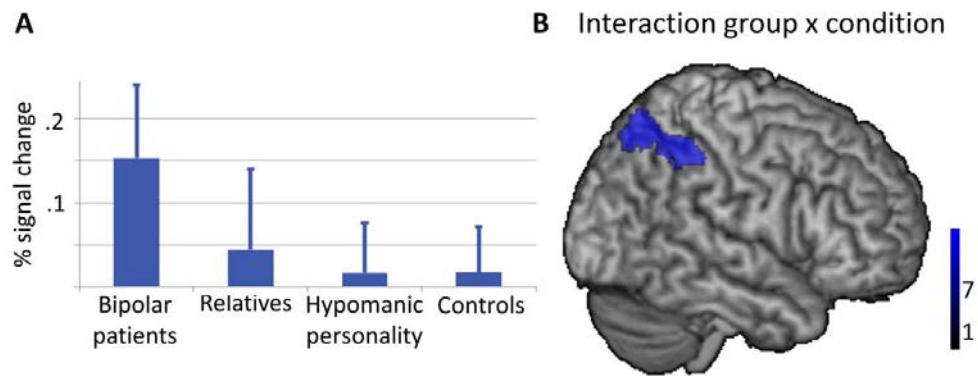 A
% signal change
.2
.1
Bipolar
patients
Relatives
Hypomanic
personality
Controls
B Interaction group x condition
7
1